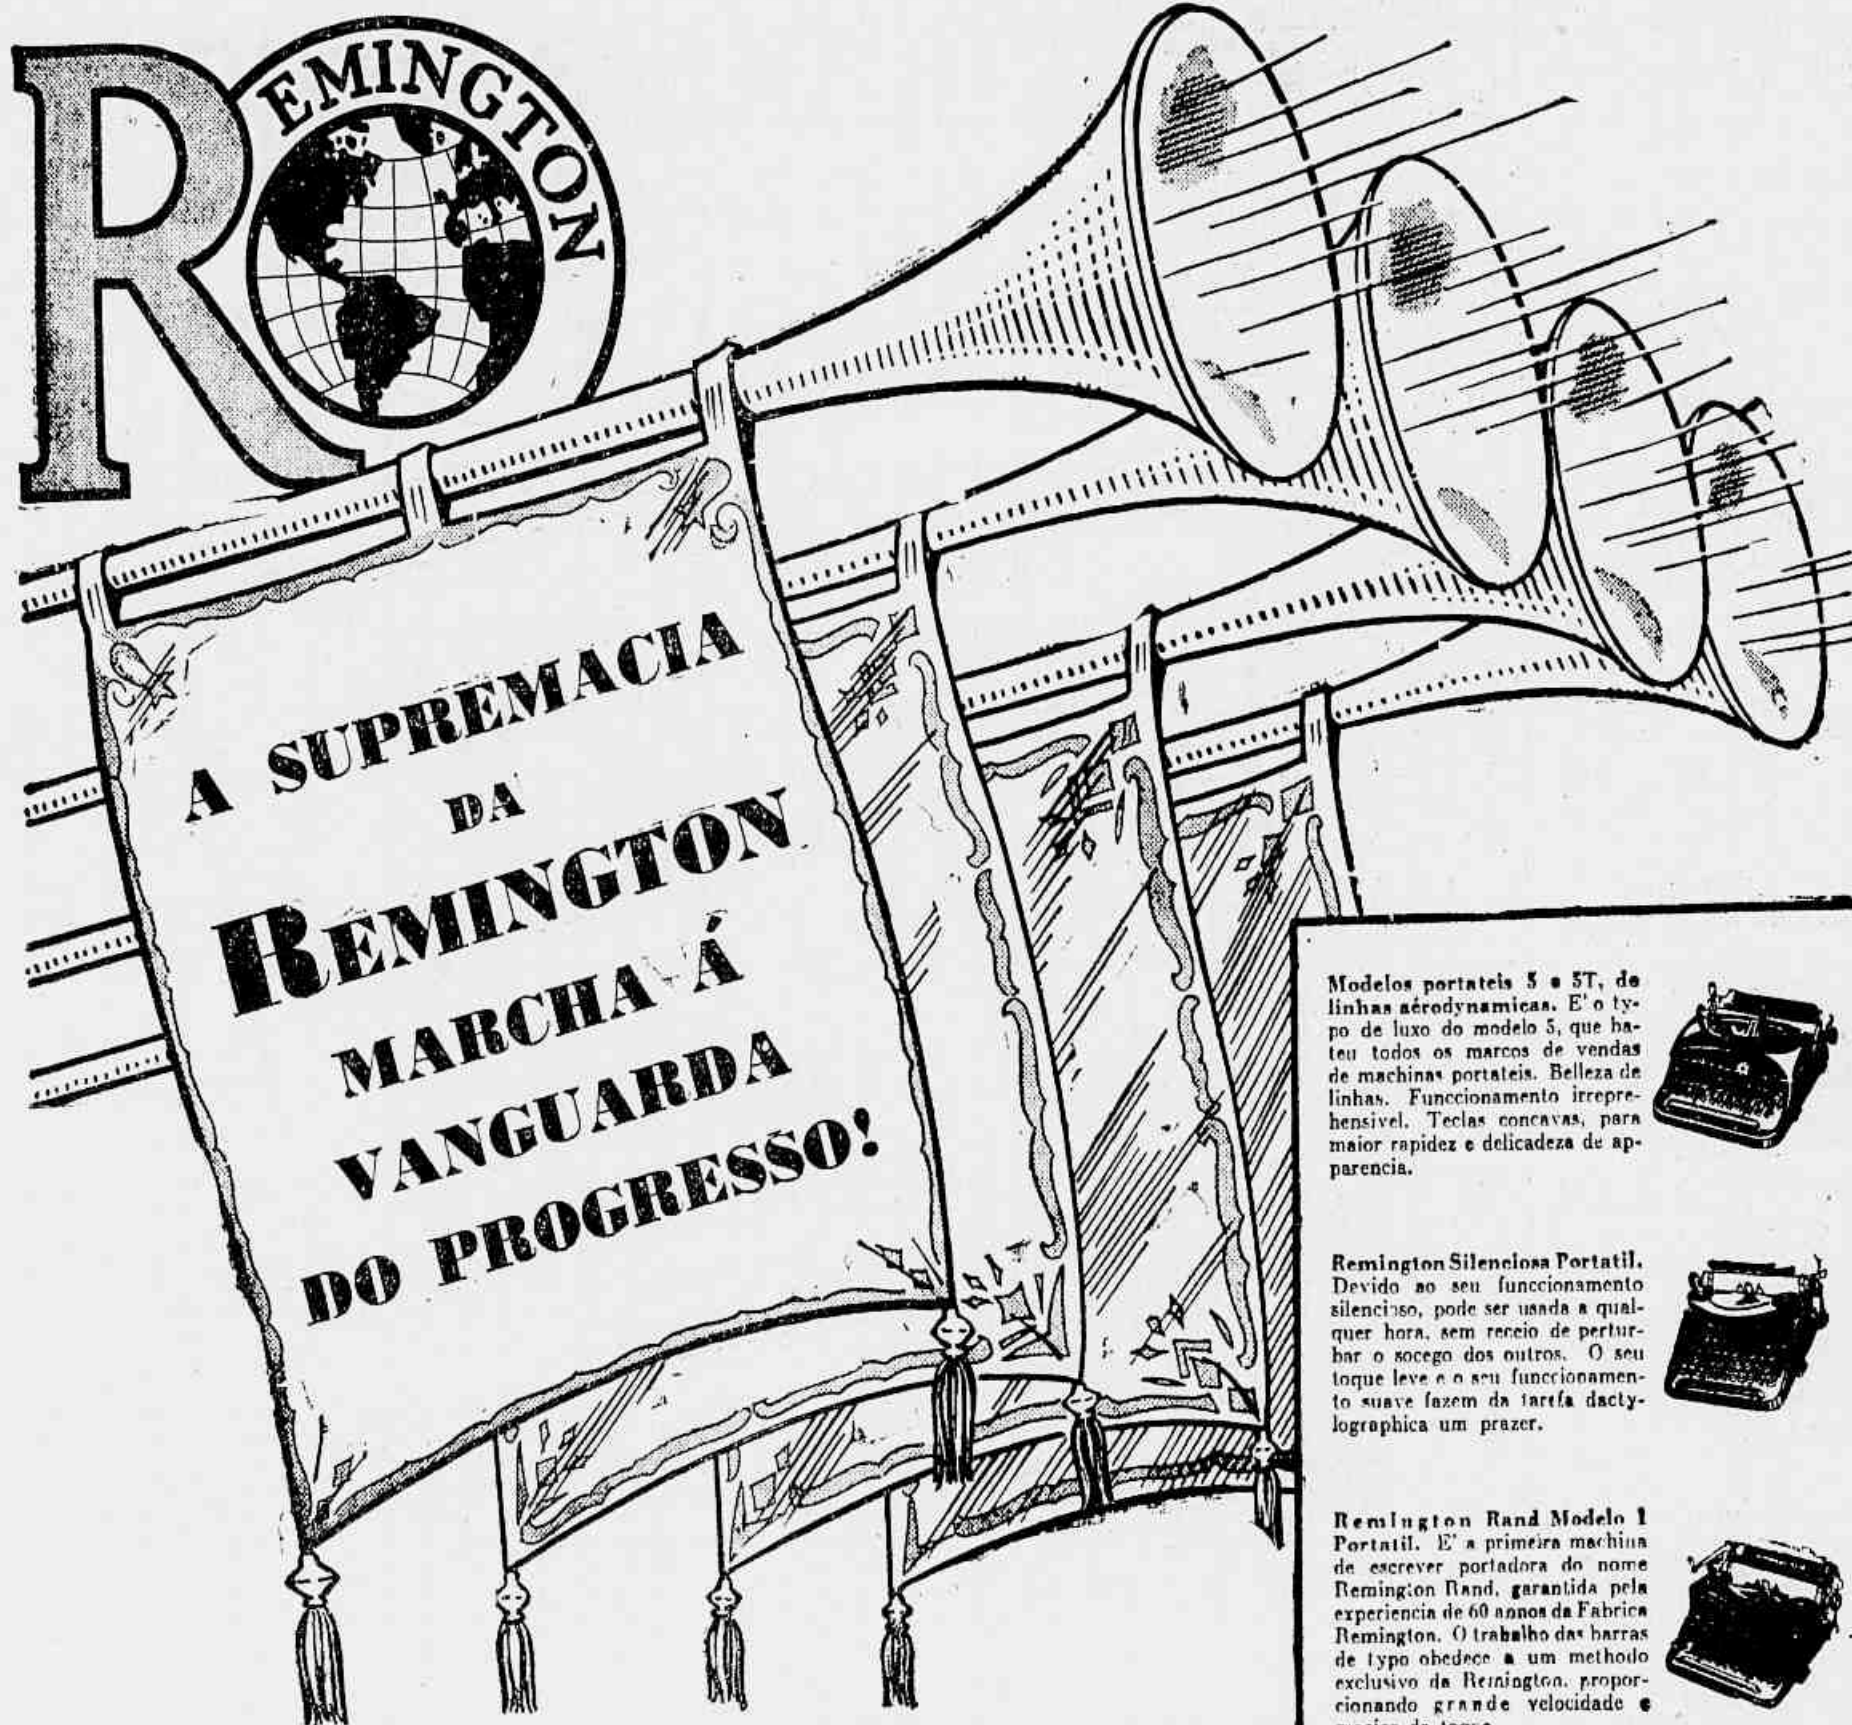 REMINGTON
A SUPREMACIA
DA
REMINGTON
MARCHA Á
VANGUARDA
DO PROGRESSO!
Modelos portateis 5 e 5T, de
linhas aérodynamicas. E' o ty-
po de luxo do modelo 5, que ba-
teu todos os marcos de vendas
de machinas portateis. Belleza de
linhas. Funccionamento irrepre-
hensivel. Teclas concavas, para
maior rapidez e delicadeza de ap-
parencia.
Remington Silenciosa Portatil.
Devido ao seu funccionamento
silencioso, pode ser usada a qual-
quer hora, sem receio de pertur-
bar o socego dos outros. O seu
toque leve e o seu funccionamen-
to suave fazem da tarefa dacty-
lographica um prazer.
Remington Rand Modelo 1
Portatil. E' a primeira machina
de escrever portadora do nome
Remington Rand, garantida pela
experiencia de 60 annos da Fabrica
Remington. O trabalho das barras
de typo obedece a um methodo
exclusivo da Remington, propor-
cionando grande velocidade e